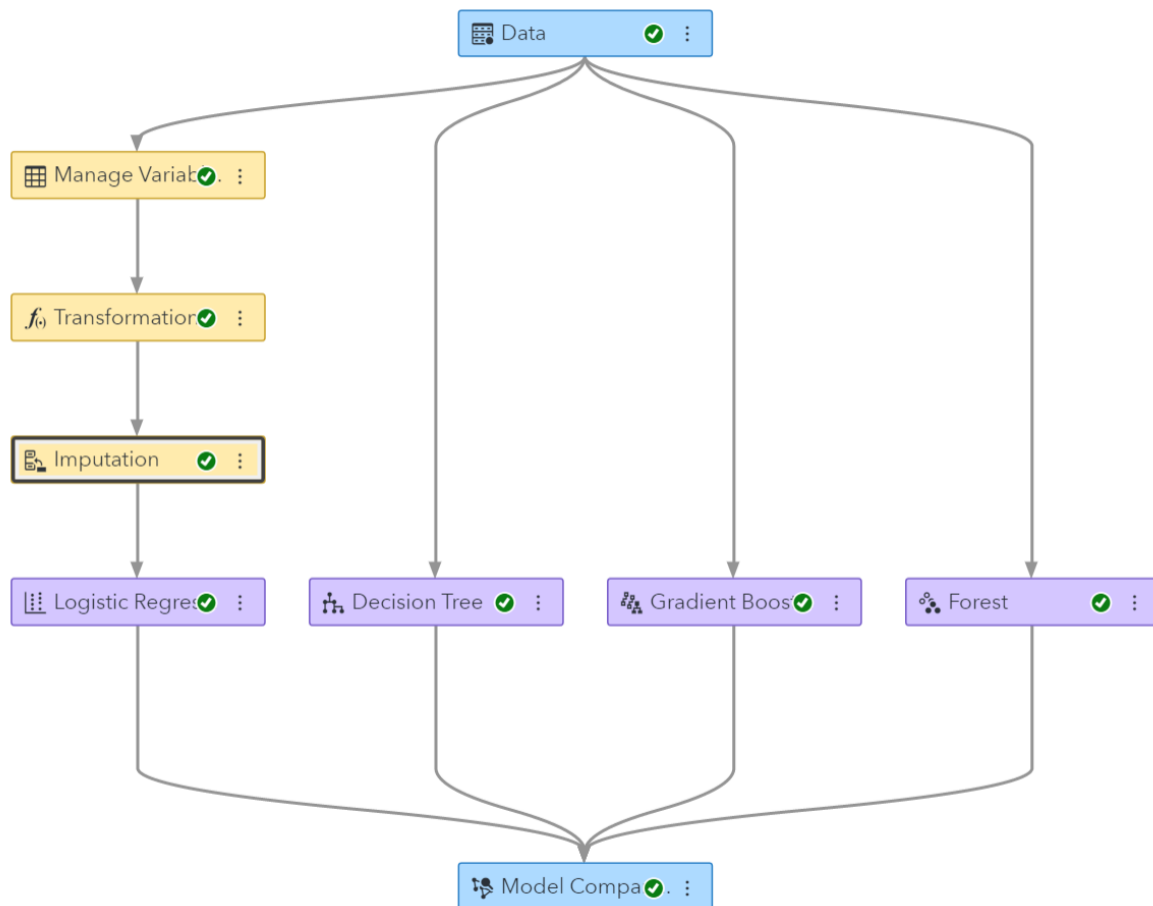 Data
Manage Variab.
f(•) Transformation
Imputation
Logistic Regres
Decision Tree
Gradient Boos
Forest
Model Compa.